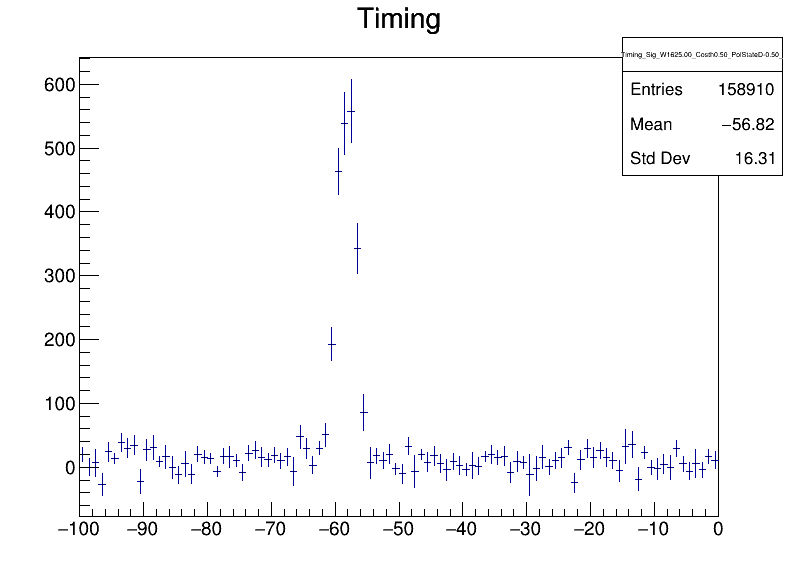 Timing
Timing_Sig_W1625.00_Costh0.50_PolStateD-0.50_
Entries 158910
Mean −56.82
Std Dev 16.31
600
500
400
300
200
100
0
−100 −90 −80 −70 −60 −50 −40 −30 −20 −10 0